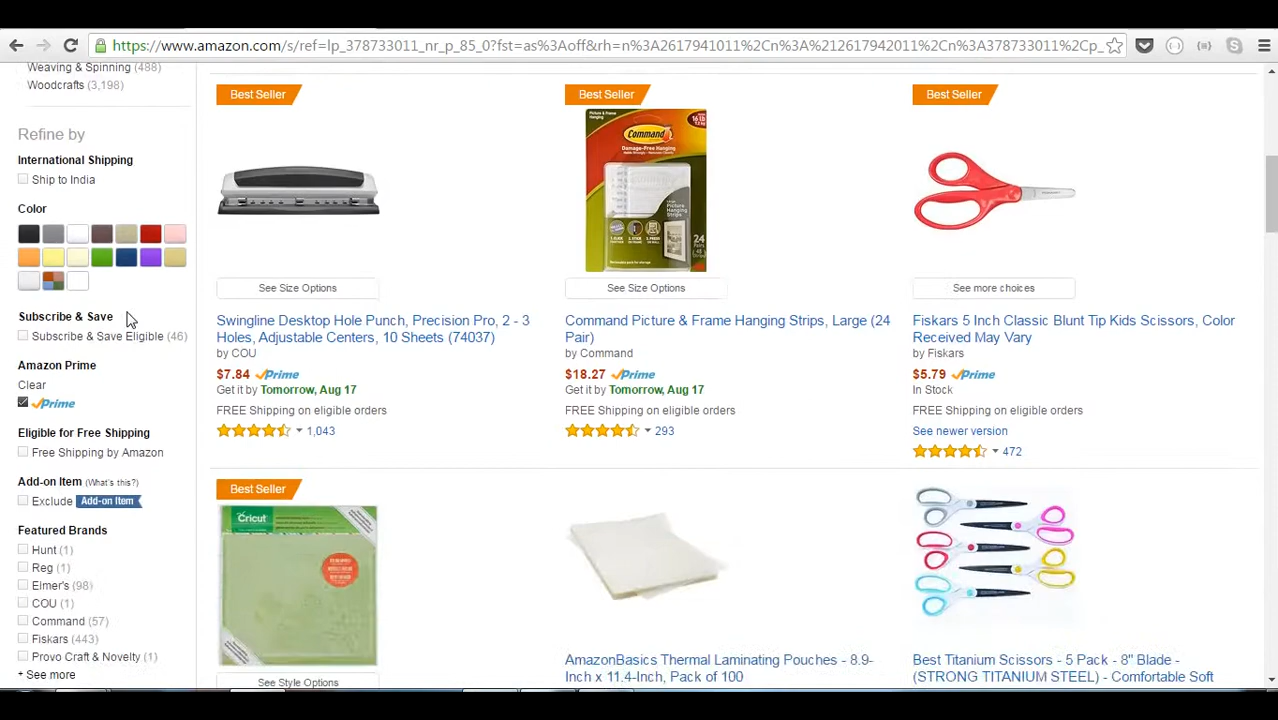 https://www.amazon.com/s/ref=lp_378733011_nr_p_85_0?fst=as%3Aoff&rh=n%3A2617941011%2Cn%3A%212617942011%2Cn%3A378733011%2Cp_
Weaving & Spinning (488)
Woodcrafts (3,198)
Refine by
International Shipping
Ship to India
Color
Subscribe & Save
Subscribe & Save Eligible (46)
Amazon Prime
Clear
Prime
Eligible for Free Shipping
Free Shipping by Amazon
Add-on Item (What's this?)
Exclude Add-on Item
Featured Brands
Hunt (1)
Reg (1)
Elmer's (98)
COU (1)
Command (57)
Fiskars (443)
Provo Craft & Novelty (1)
+ See more
Best Seller
See Size Options
Swingline Desktop Hole Punch, Precision Pro, 2 - 3
Holes, Adjustable Centers, 10 Sheets (74037)
by COU
$7.84 Prime
Get it by Tomorrow, Aug 17
FREE Shipping on eligible orders
1,043
Best Seller
Command
Damage-Free Hanging
24
See Size Options
Command Picture & Frame Hanging Strips, Large (24
Pair)
by Command
$18.27 Prime
Get it by Tomorrow, Aug 17
FREE Shipping on eligible orders
293
Best Seller
See more choices
Fiskars 5 Inch Classic Blunt Tip Kids Scissors, Color
Received May Vary
by Fiskars
$5.79 Prime
In Stock
FREE Shipping on eligible orders
See newer version
472
Best Seller
Cricut
See Style Options
AmazonBasics Thermal Laminating Pouches - 8.9-
Inch x 11.4-Inch, Pack of 100
Best Titanium Scissors - 5 Pack - 8" Blade -
(STRONG TITANIUM STEEL) - Comfortable Soft